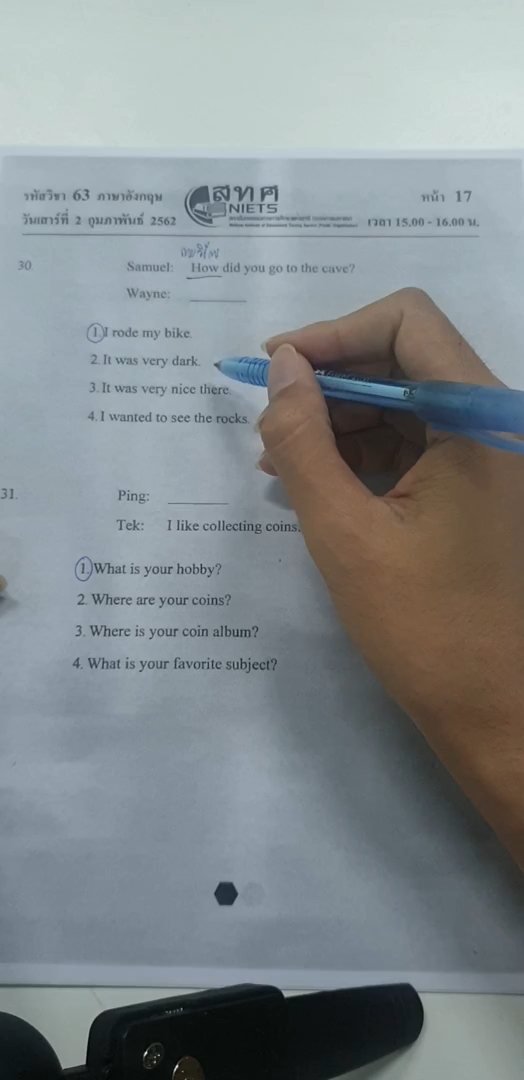 รหัสวิชา 63 ภาษาอังกฤษ
วันเสาร์ที่ 2 กุมภาพันธ์ 2562
สทศ
NIETS
หน้า 17
เวลา 15.00 - 16.00 น.
30.
Samuel: How did you go to the cave?
Wayne: ________
1. I rode my bike.
2. It was very dark.
3. It was very nice there.
4. I wanted to see the rocks.
31.
Ping: ________
Tek: I like collecting coins.
1. What is your hobby?
2. Where are your coins?
3. Where is your coin album?
4. What is your favorite subject?